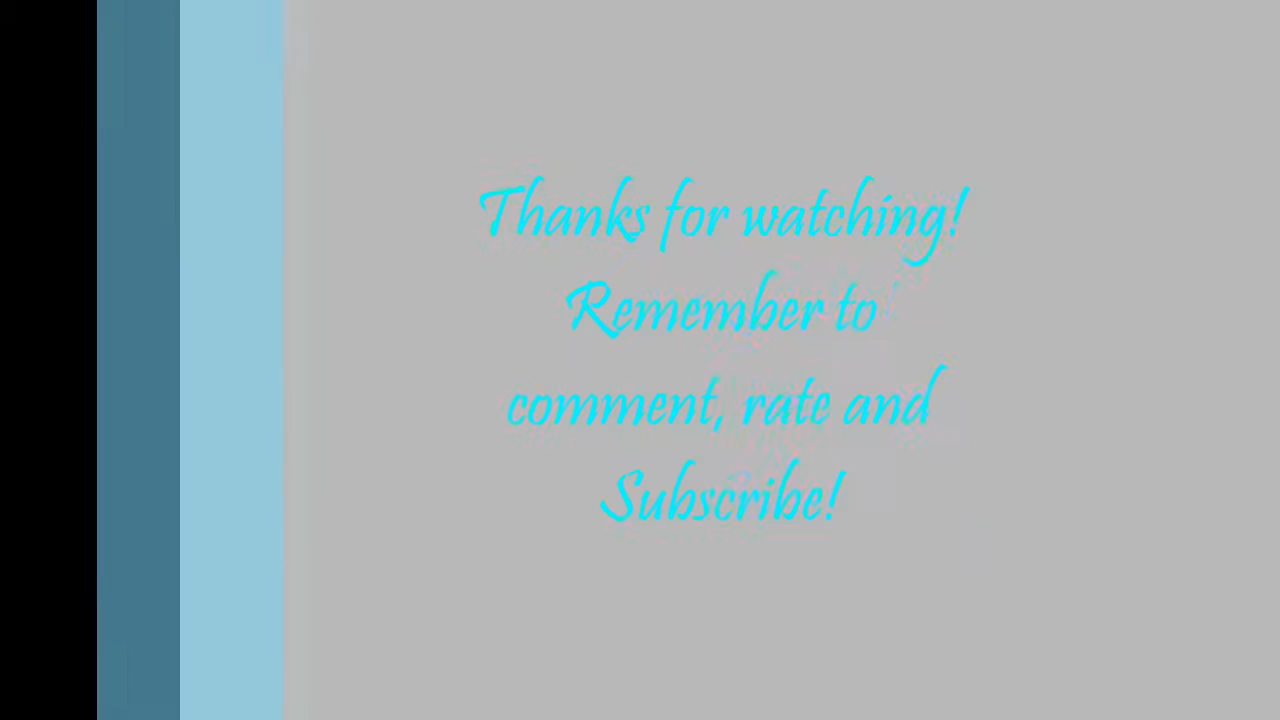 Thanks for watching!
Remember to
comment, rate and
Subscribe!